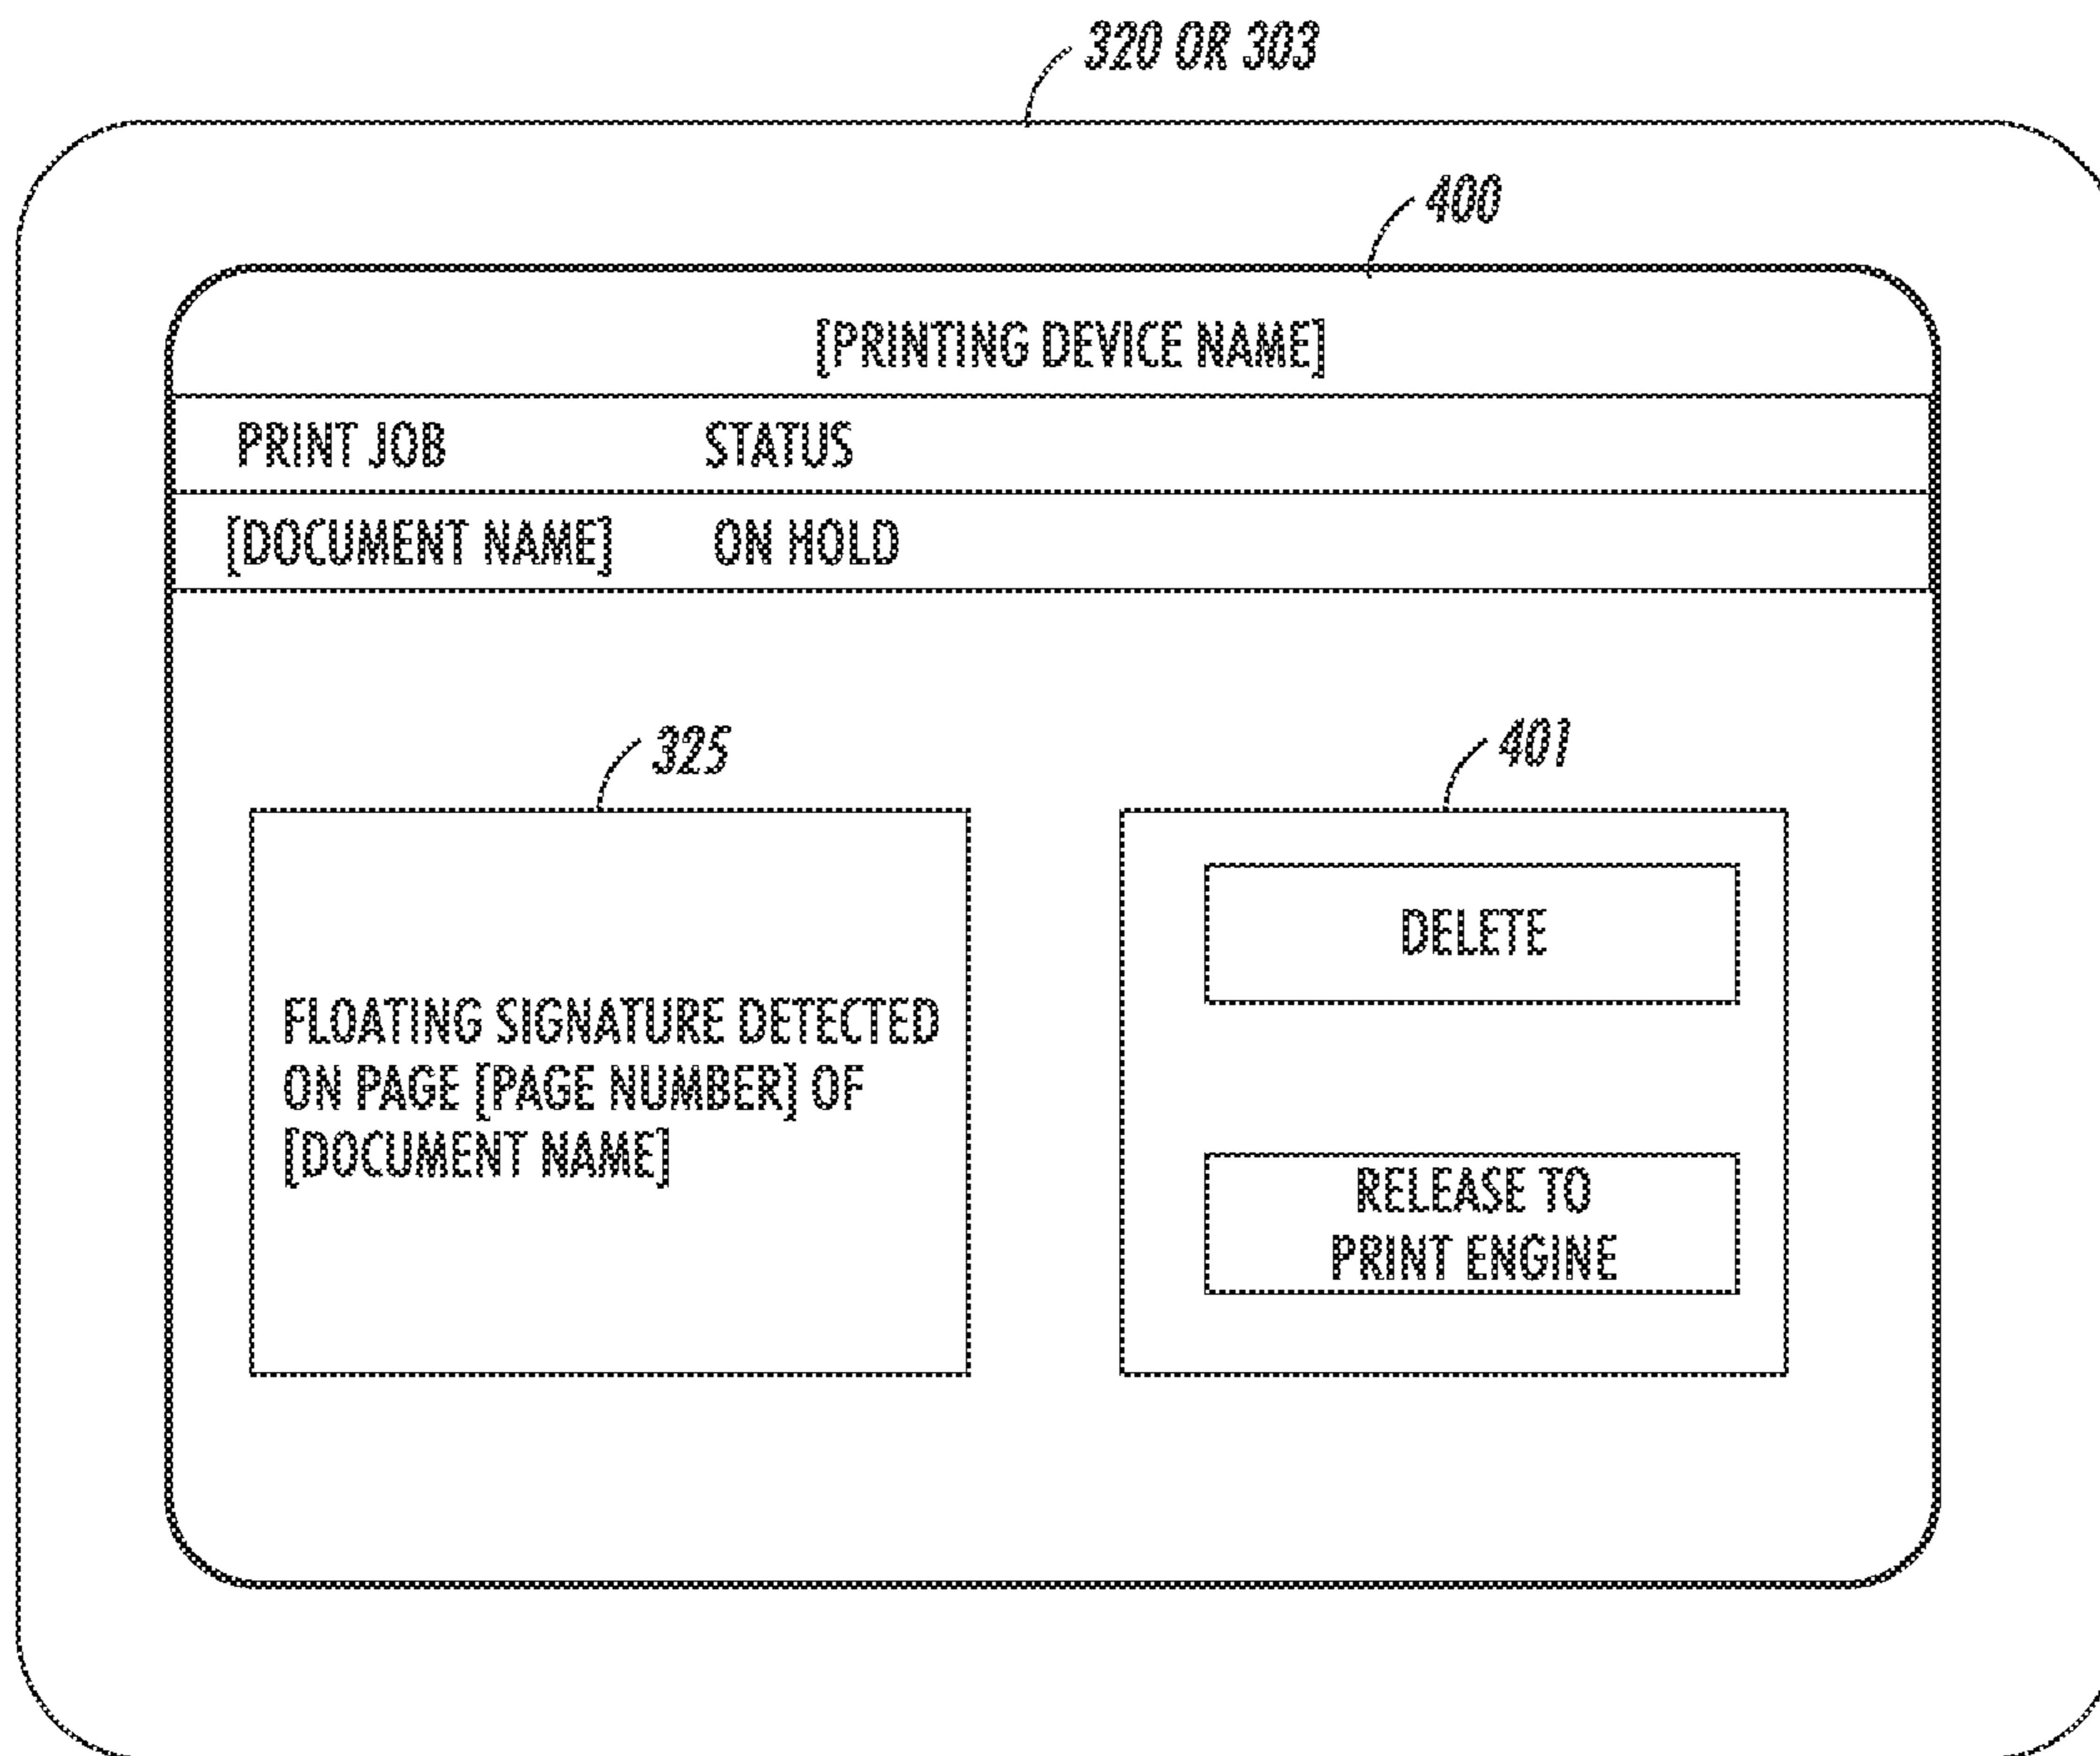 320 OR 303
400
[PRINTING DEVICE NAME]
PRINT JOB STATUS
[DOCUMENT NAME] ON HOLD
325
401
FLOATING SIGNATURE DETECTED
ON PAGE [PAGE NUMBER] OF
[DOCUMENT NAME]
DELETE
RELEASE TO
PRINT ENGINE